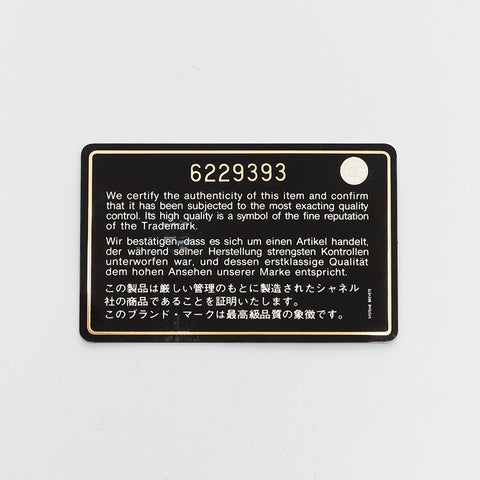 6229393
We certify the authenticity of this item and confirm
that it has been subjected to the most exacting quality
control. Its high quality is a symbol of the fine reputation
of the Trademark.
Wir bestätigen, dass es sich um einen Artikel handelt,
der während seiner Herstellung strengsten Kontrollen
unterworfen war, und dessen erstklassige Qualität
dem hohen Ansehen unserer Marke entspricht.
この製品は厳しい管理のもとに製造されたシャネル
社の商品であることを証明いたします。
このブランド・マークは最高級品質の象徴です。